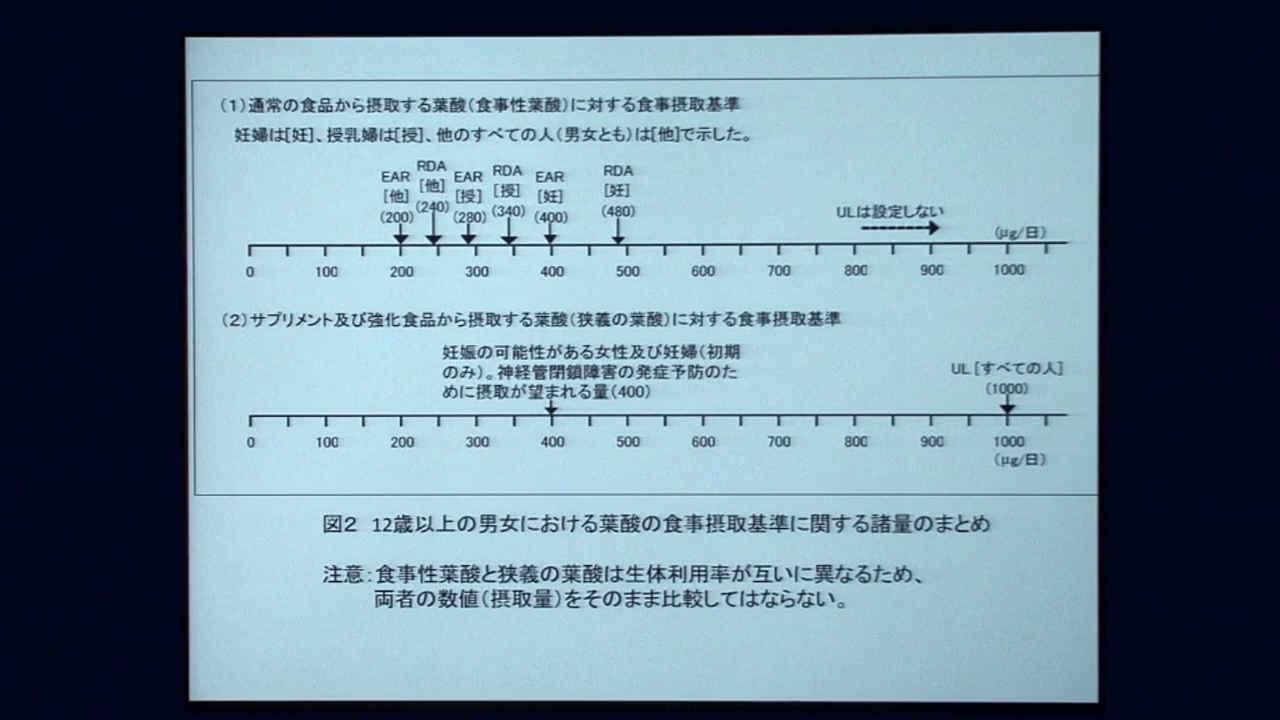 (1)通常の食品から摂取する葉酸(食事性葉酸)に対する食事摂取基準
妊婦は[妊]、授乳婦は[授]、他のすべての人(男女とも)は[他]で示した。
EAR [他] (200)
RDA [他] (240)
EAR [授] (280)
RDA [授] (340)
EAR [妊] (400)
RDA [妊] (480)
ULは設定しない
(μg/日)
0 100 200 300 400 500 600 700 800 900 1000
(2)サプリメント及び強化食品から摂取する葉酸(狭義の葉酸)に対する食事摂取基準
妊娠の可能性がある女性及び妊婦(初期
のみ)。神経管閉鎖障害の発症予防のた
めに摂取が望まれる量(400)
UL [すべての人]
(1000)
0 100 200 300 400 500 600 700 800 900 1000
(μg/日)
図2 12歳以上の男女における葉酸の食事摂取基準に関する諸量のまとめ
注意:食事性葉酸と狭義の葉酸は生体利用率が互いに異なるため、
両者の数値(摂取量)をそのまま比較してはならない。